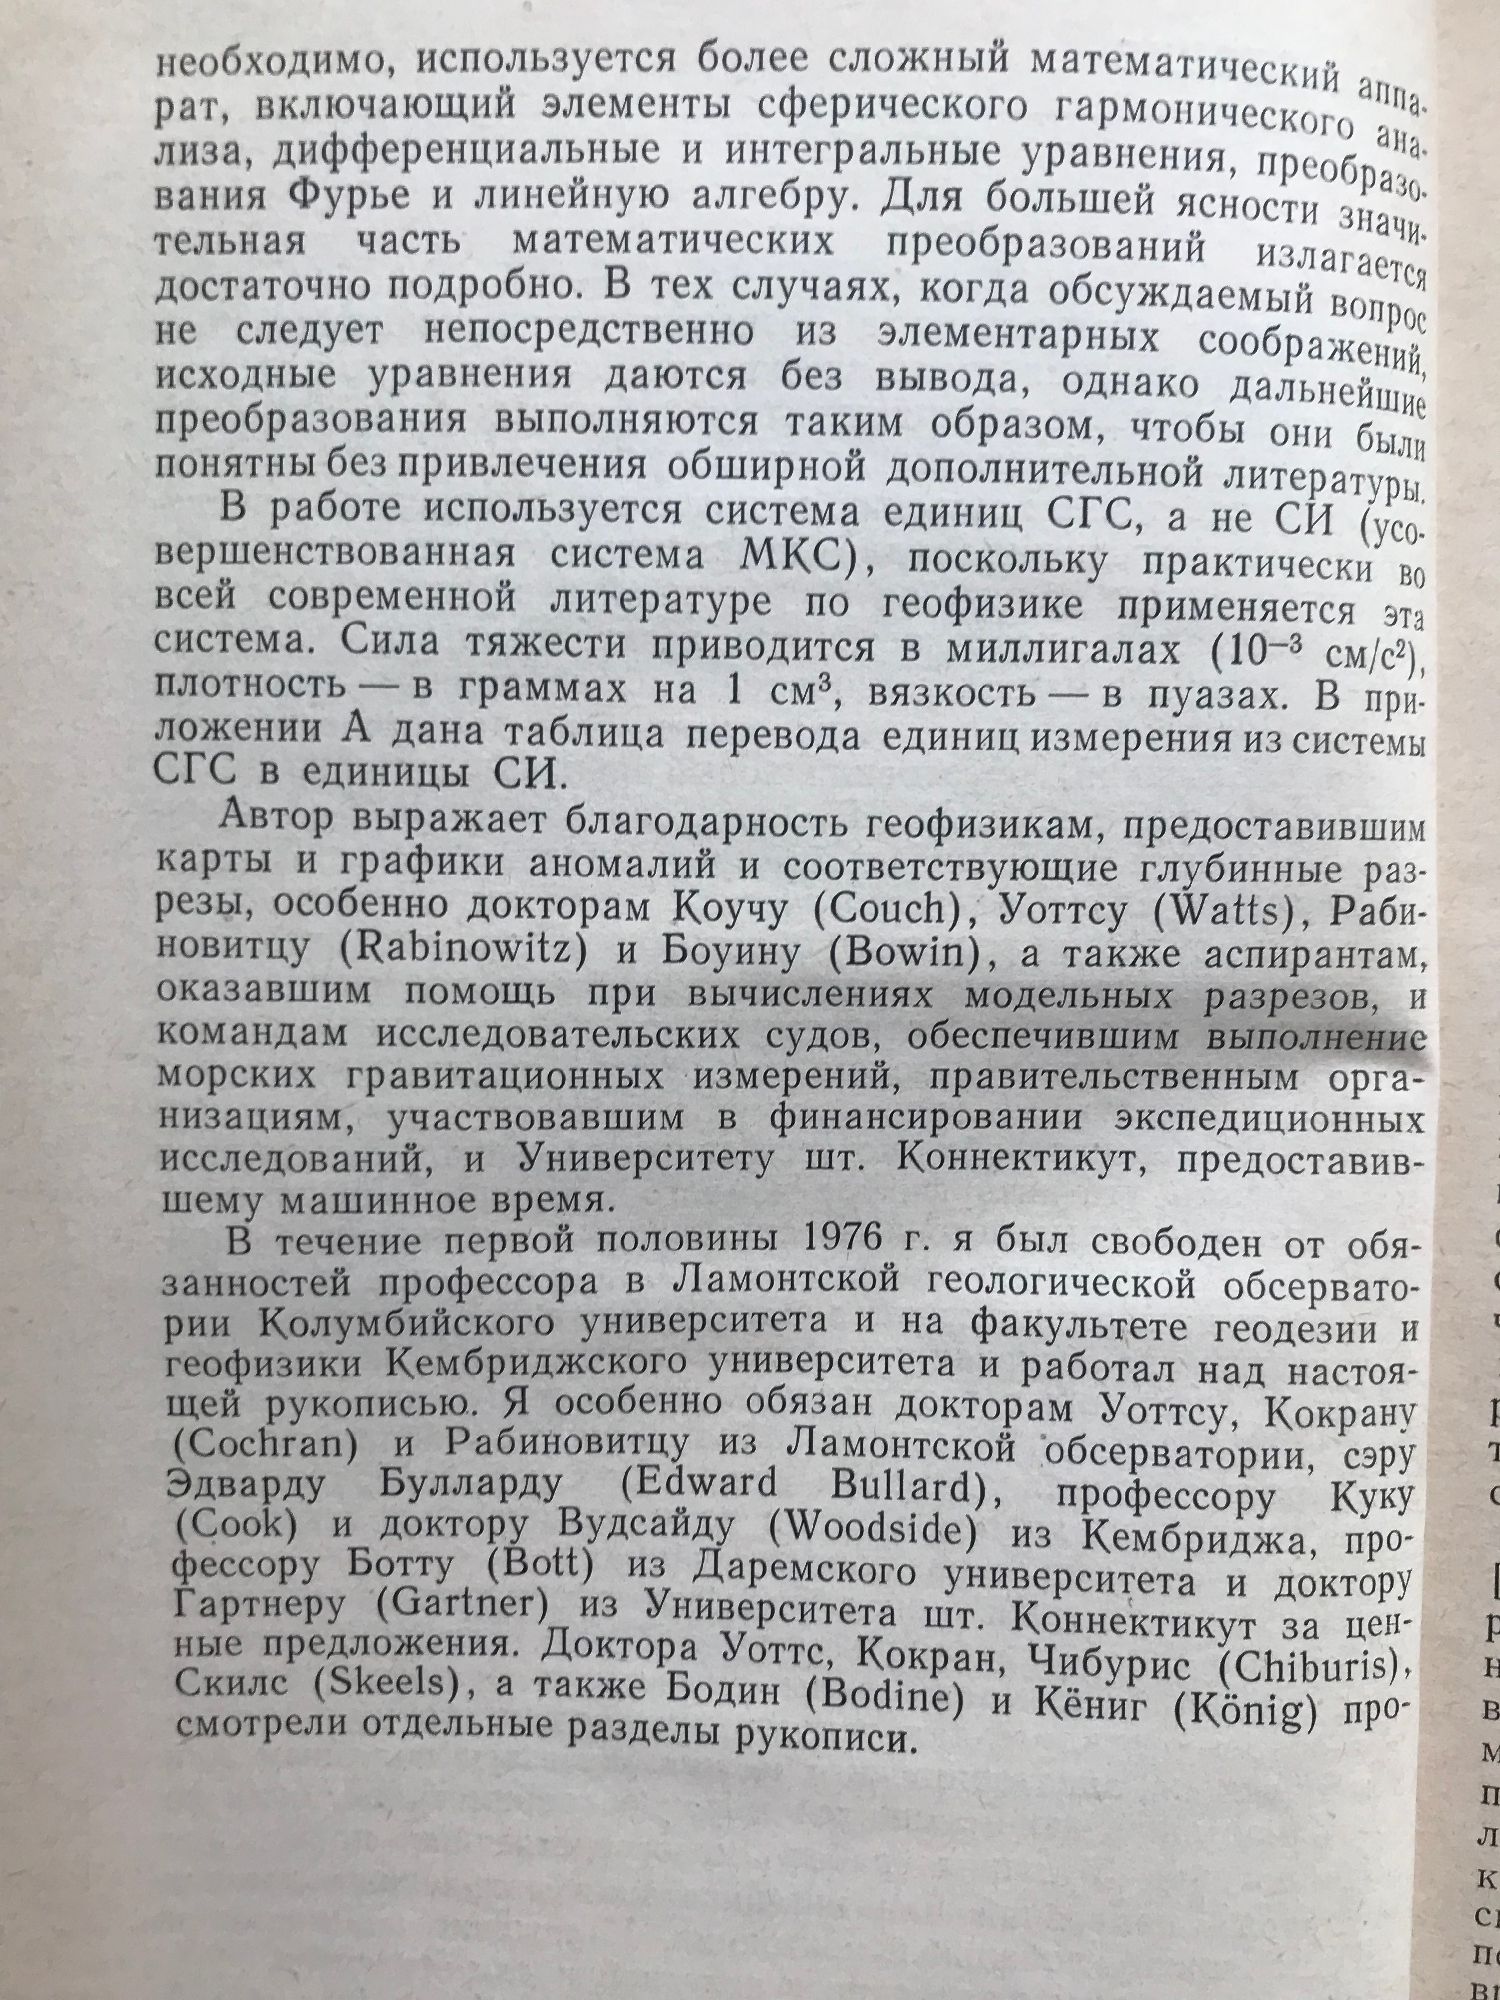 необходимо, используется более сложный математический аппа-
рат, включающий элементы сферического гармонического ана-
лиза, дифференциальные и интегральные уравнения, преобразо-
вания Фурье и линейную алгебру. Для большей ясности значи-
тельная часть математических преобразований излагается
достаточно подробно. В тех случаях, когда обсуждаемый вопрос
не следует непосредственно из элементарных соображений,
исходные уравнения даются без вывода, однако дальнейшие
преобразования выполняются таким образом, чтобы они были
понятны без привлечения обширной дополнительной литературы.
В работе используется система единиц СГС, а не СИ (усо-
вершенствованная система МКС), поскольку практически во
всей современной литературе по геофизике применяется эта
система. Сила тяжести приводится в миллигалах (10⁻³ см/с²),
плотность — в граммах на 1 см³, вязкость — в пуазах. В при-
ложении А дана таблица перевода единиц измерения из системы
СГС в единицы СИ.
Автор выражает благодарность геофизикам, предоставившим
карты и графики аномалий и соответствующие глубинные раз-
резы, особенно докторам Коучу (Couch), Уоттсу (Watts), Раби-
новитцу (Rabinowitz) и Боуину (Bowin), а также аспирантам,
оказавшим помощь при вычислениях модельных разрезов, и
командам исследовательских судов, обеспечившим выполнение
морских гравитационных измерений, правительственным орга-
низациям, участвовавшим в финансировании экспедиционных
исследований, и Университету шт. Коннектикут, предоставив-
шему машинное время.
В течение первой половины 1976 г. я был свободен от обя-
занностей профессора в Ламонтской геологической обсервато-
рии Колумбийского университета и на факультете геодезии и
геофизики Кембриджского университета и работал над настоя-
щей рукописью. Я особенно обязан докторам Уоттсу, Кокрану
(Cochran) и Рабиновитцу из Ламонтской обсерватории, сэру
Эдварду Булларду (Edward Bullard), профессору Куку
(Cook) и доктору Вудсайду (Woodside) из Кембриджа, про-
фессору Ботту (Bott) из Даремского университета и доктору
Гартнеру (Gartner) из Университета шт. Коннектикут за цен-
ные предложения. Доктора Уоттс, Кокран, Чибурис (Chiburis),
Скилс (Skeels), а также Бодин (Bodine) и Кёниг (König) про-
смотрели отдельные разделы рукописи.